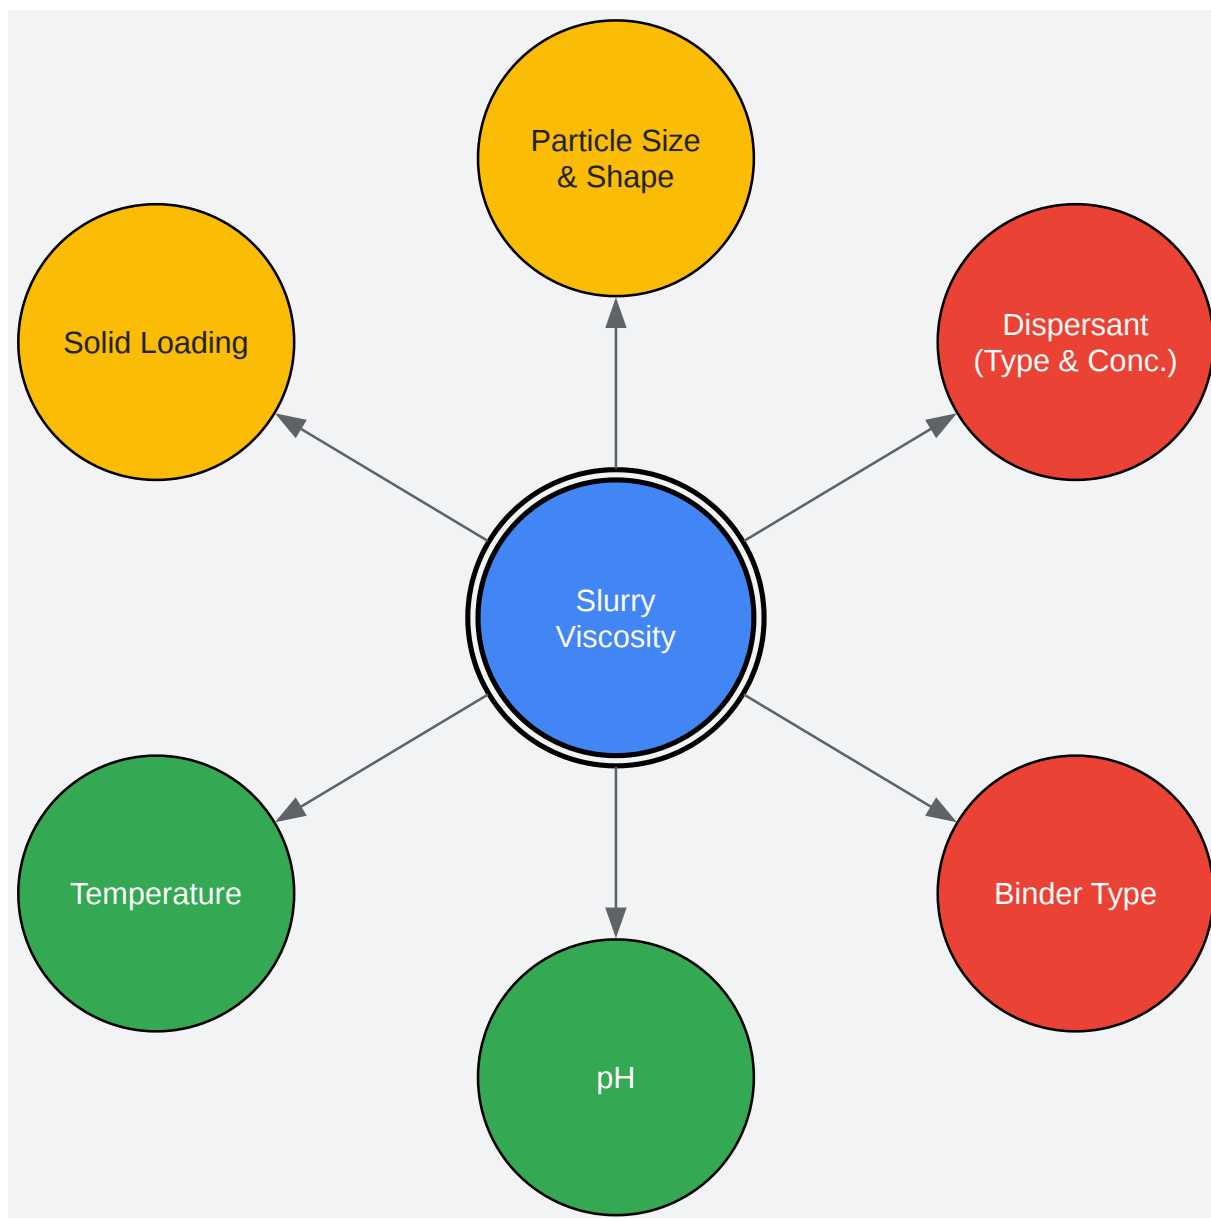 Particle Size
& Shape
Solid Loading
Dispersant
(Type & Conc.)
Slurry
Viscosity
Temperature
Binder Type
pH